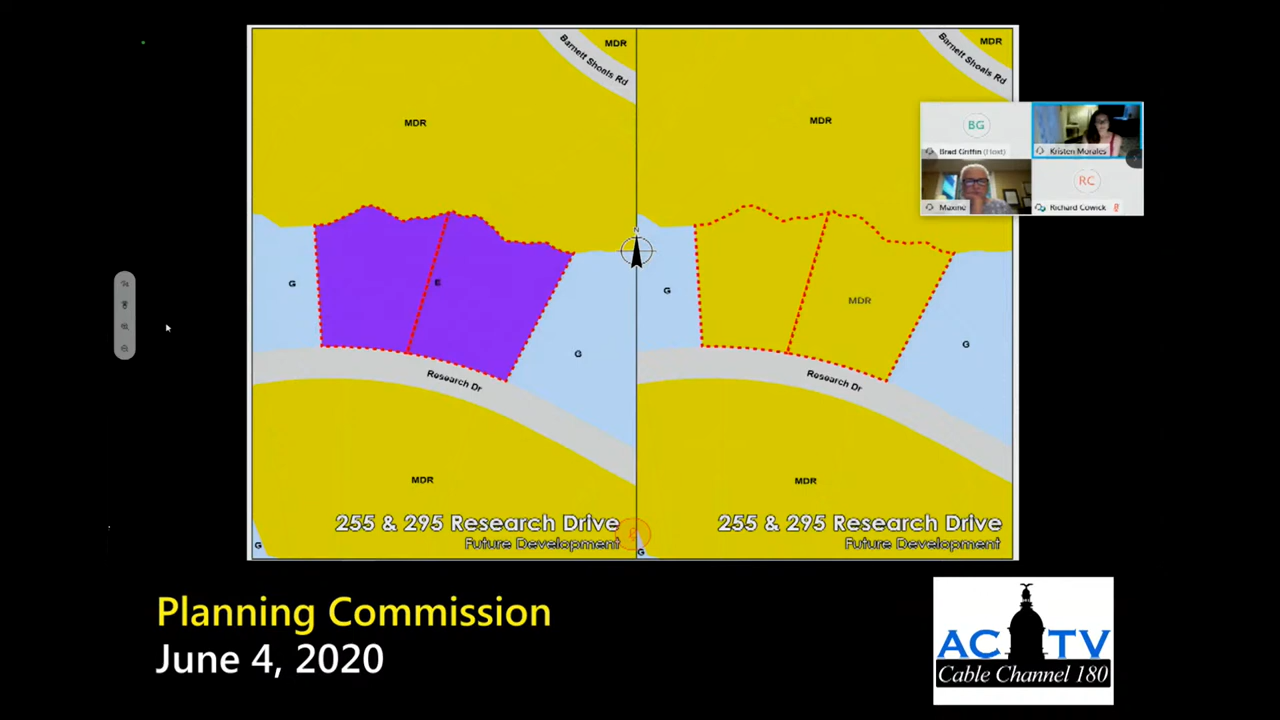 MDR
Barnett Shoals Rd
MDR
G
E
G
Research Dr
MDR
255 & 295 Research Drive
Future Development
G
N
MDR
Barnett Shoals Rd
MDR
G
MDR
G
Research Dr
MDR
255 & 295 Research Drive
Future Development
G
BG
Brad Griffin (Host)
Kristen Morales
Maxine
RC
Richard Cowick
Planning Commission
June 4, 2020
ACTV
Cable Channel 180